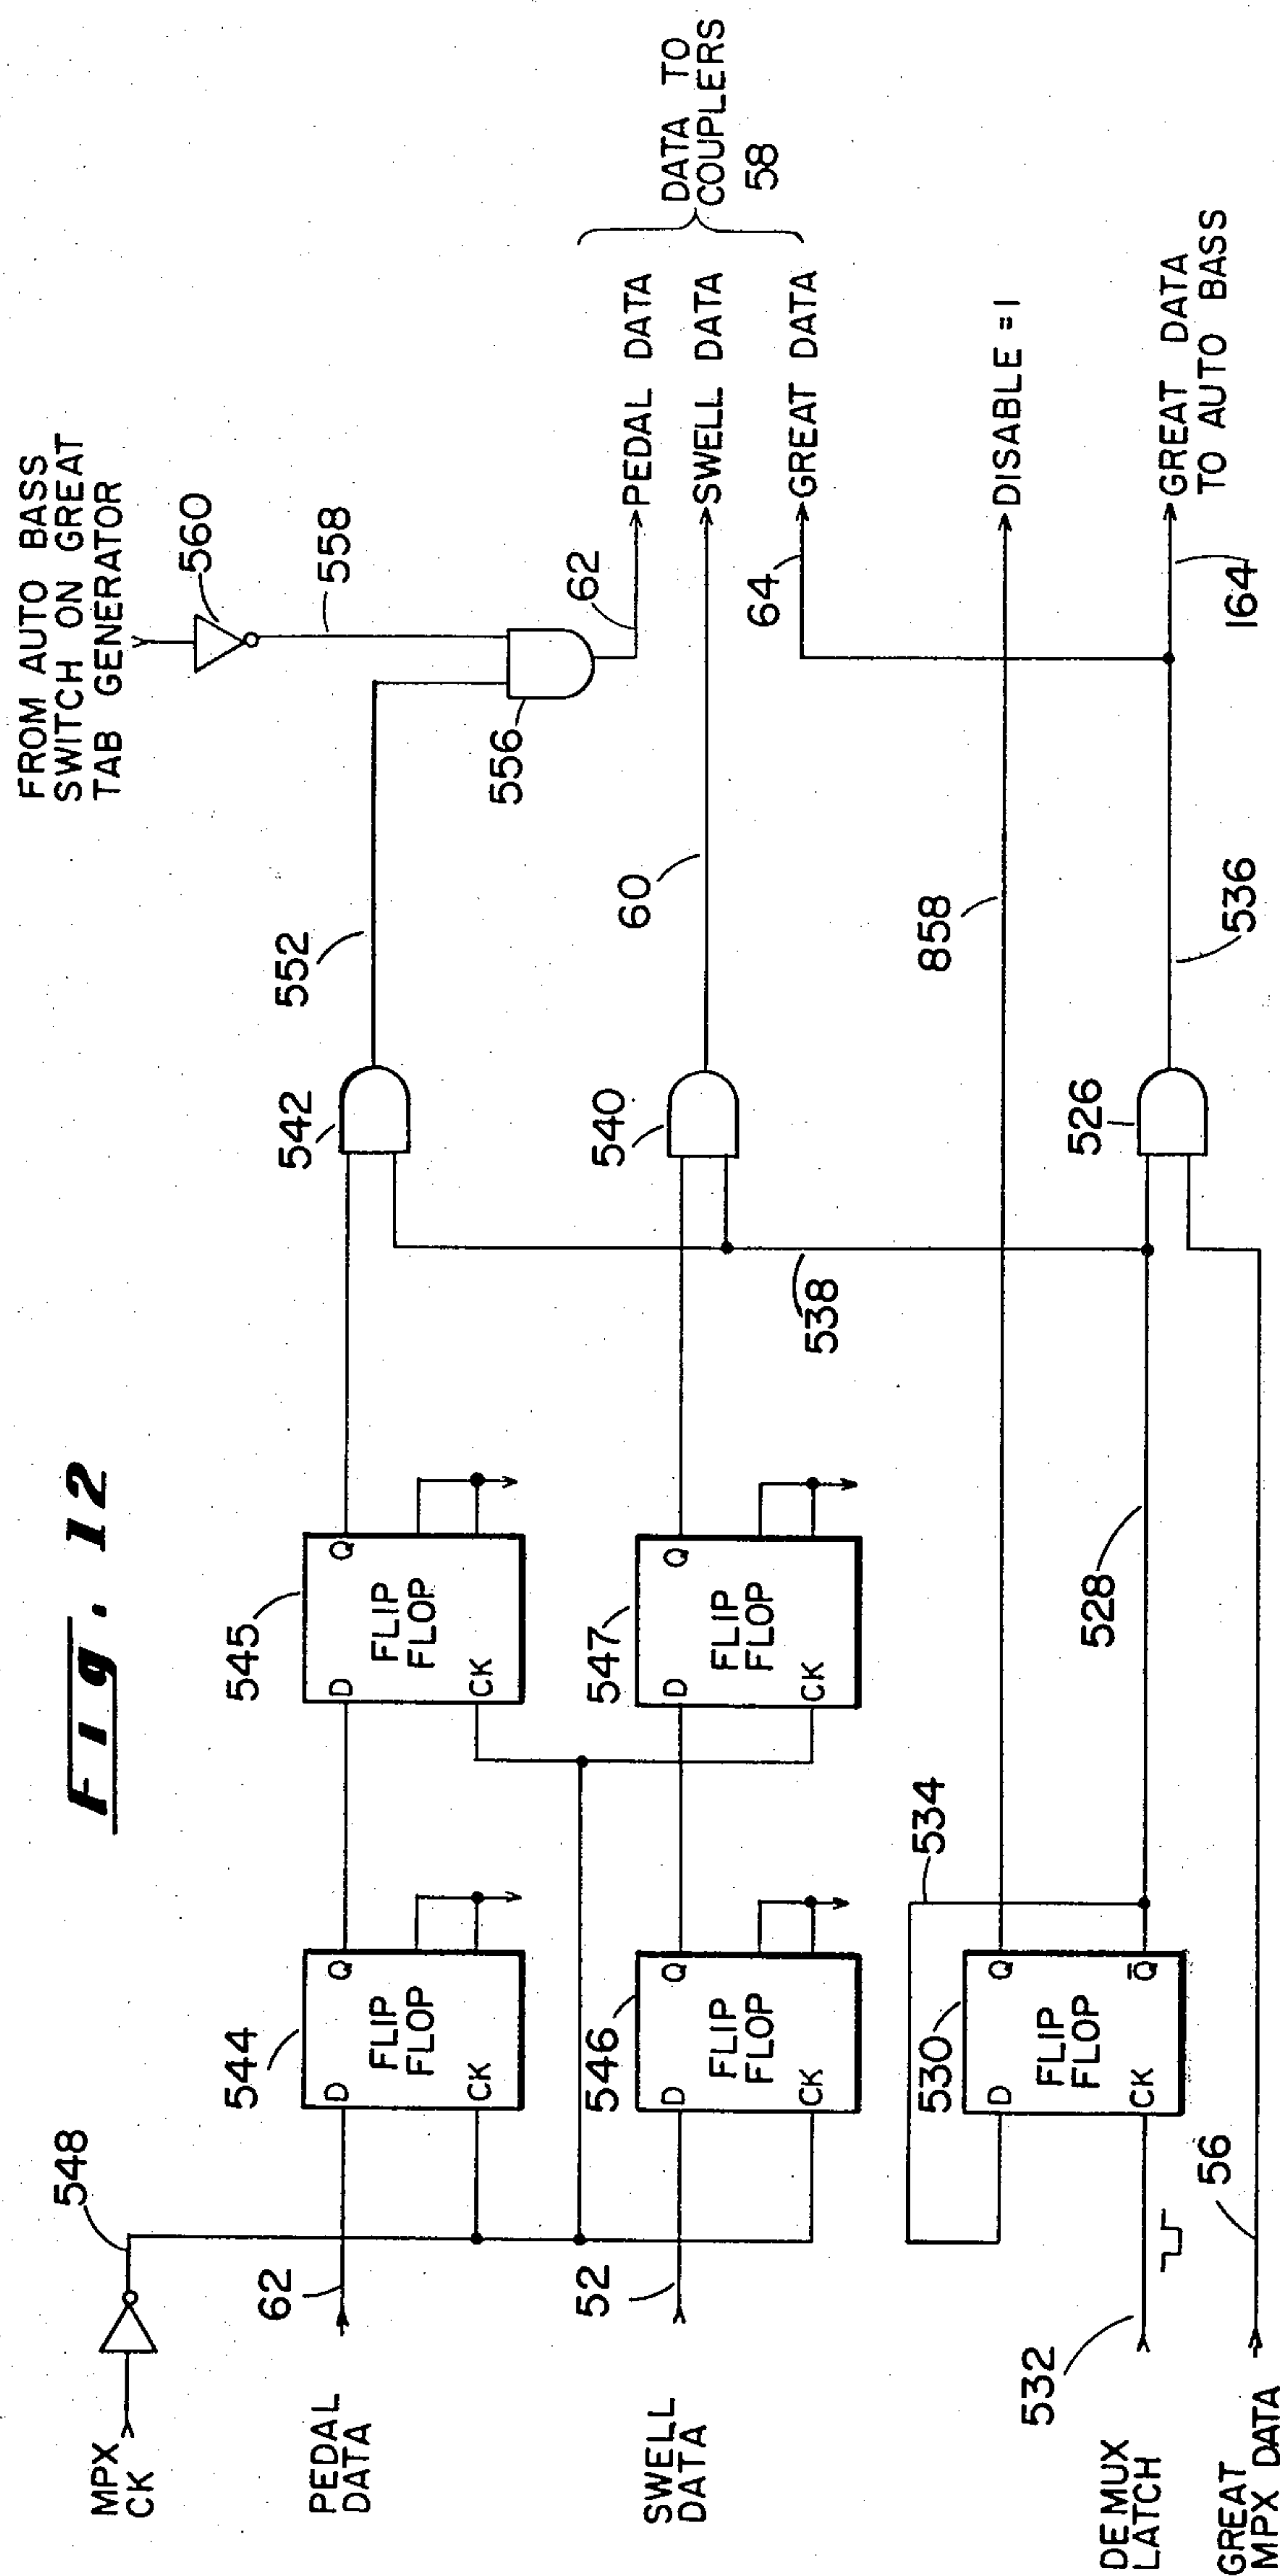 Fig. 12
FROM AUTO BASS
SWITCH ON GREAT
TAB GENERATOR
560
558
MPX
CK
548
PEDAL
DATA
62
544
D
Q
CK
FLIP
FLOP
545
D
Q
CK
FLIP
FLOP
542
552
556
62
PEDAL DATA
SWELL
DATA
52
546
D
Q
CK
FLIP
FLOP
547
D
Q
CK
FLIP
FLOP
540
60
SWELL DATA
64
GREAT DATA
DATA TO
COUPLERS
58
538
534
530
D
Q
CK
Q̅
FLIP
FLOP
858
DISABLE = 1
DEMUX
LATCH
532
528
526
536
164
GREAT DATA
TO AUTO BASS
GREAT
MPX DATA
56